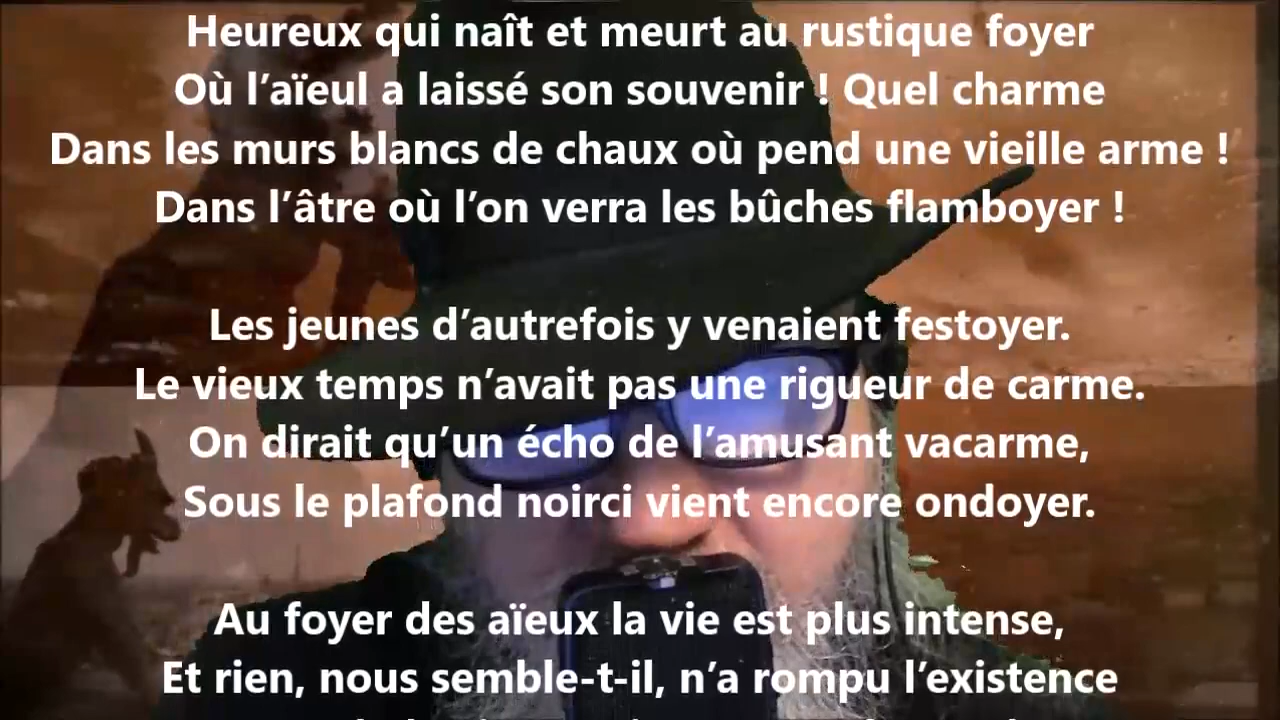 Heureux qui naît et meurt au rustique foyer
Où l’aïeul a laissé son souvenir ! Quel charme
Dans les murs blancs de chaux où pend une vieille arme !
Dans l’âtre où l’on verra les bûches flamboyer !
Les jeunes d’autrefois y venaient festoyer.
Le vieux temps n’avait pas une rigueur de carme.
On dirait qu’un écho de l’amusant vacarme,
Sous le plafond noirci vient encore ondoyer.
Au foyer des aïeux la vie est plus intense,
Et rien, nous semble-t-il, n’a rompu l’existence